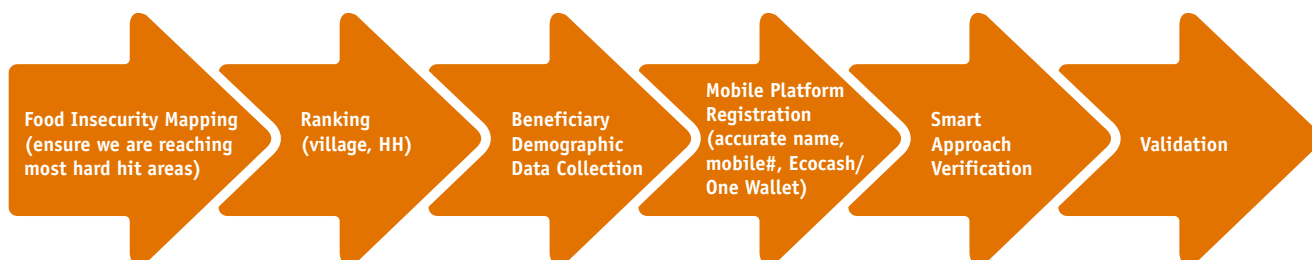 Food Insecurity Mapping
(ensure we are reaching
most hard hit areas)
Ranking
(village, HH)
Beneficiary
Demographic
Data Collection
Mobile Platform
Registration
(accurate name,
mobile#, Ecocash/
One Wallet)
Smart
Approach
Verification
Validation